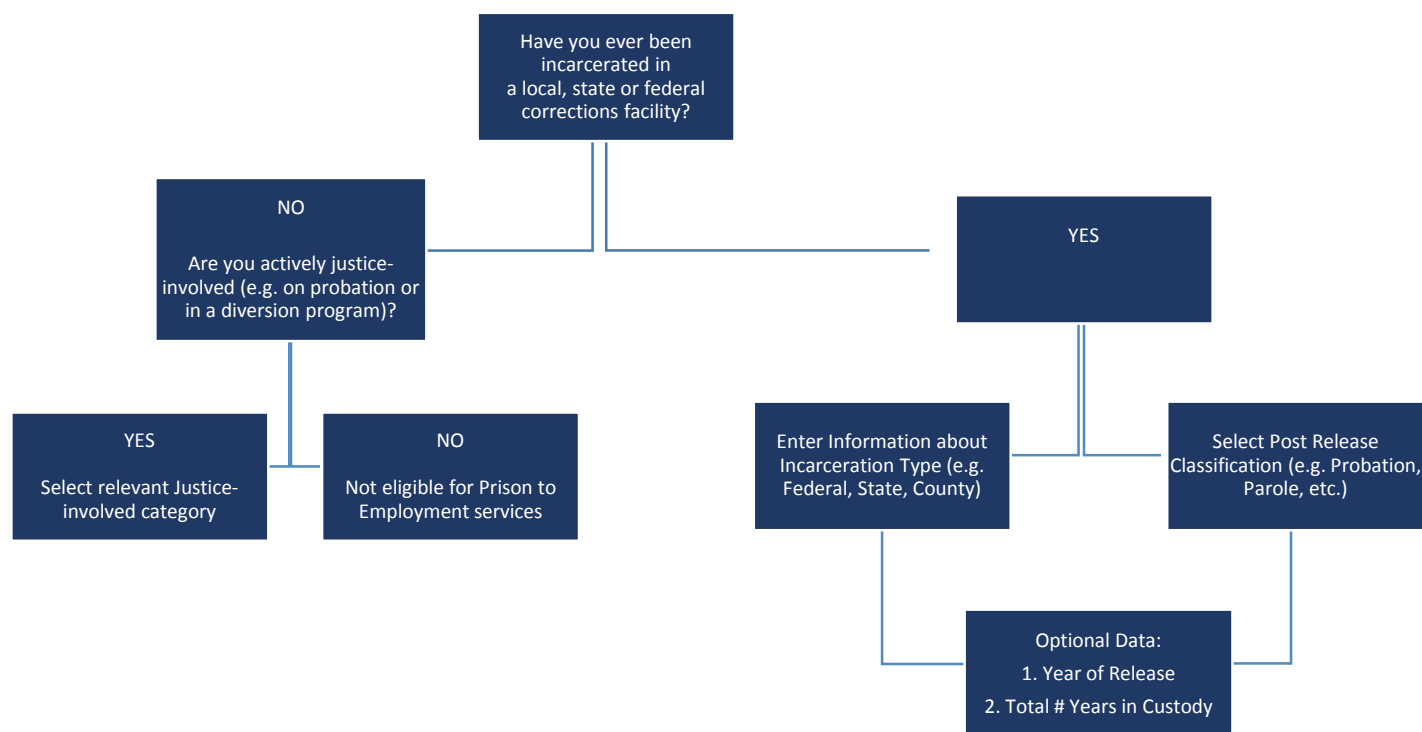 Have you ever been
incarcerated in
a local, state or federal
corrections facility?
NO
Are you actively justice-
involved (e.g. on probation or
in a diversion program)?
YES
YES
Select relevant Justice-
involved category
NO
Not eligible for Prison to
Employment services
Enter Information about
Incarceration Type (e.g.
Federal, State, County)
Select Post Release
Classification (e.g. Probation,
Parole, etc.)
Optional Data:
1. Year of Release
2. Total # Years in Custody